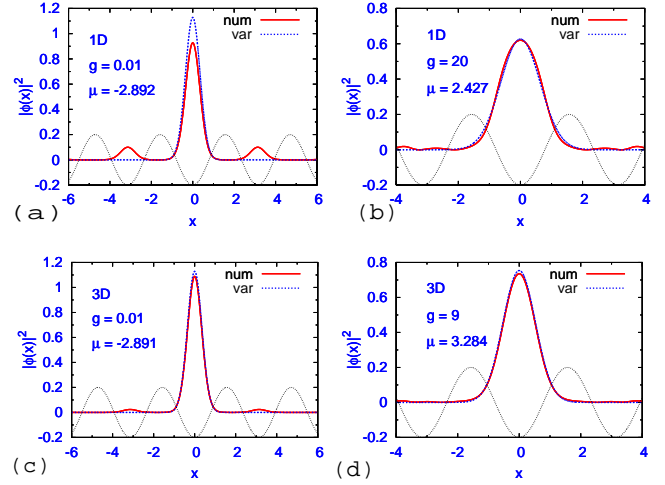 1.2
1
0.8
0.6
0.4
0.2
0
-0.2
-6 -4 -2 0 2 4 6
|ϕ(x)|²
x
1D
g = 0.01
μ = -2.892
num
var
(a)
0.8
0.6
0.4
0.2
0
-0.2
-4 -2 0 2 4
|ϕ(x)|²
x
1D
g = 20
μ = 2.427
num
var
(b)
1.2
1
0.8
0.6
0.4
0.2
0
-0.2
-6 -4 -2 0 2 4 6
|ϕ(x)|²
x
3D
g = 0.01
μ = -2.891
num
var
(c)
0.8
0.6
0.4
0.2
0
-0.2
-4 -2 0 2 4
|ϕ(x)|²
x
3D
g = 9
μ = 3.284
num
var
(d)